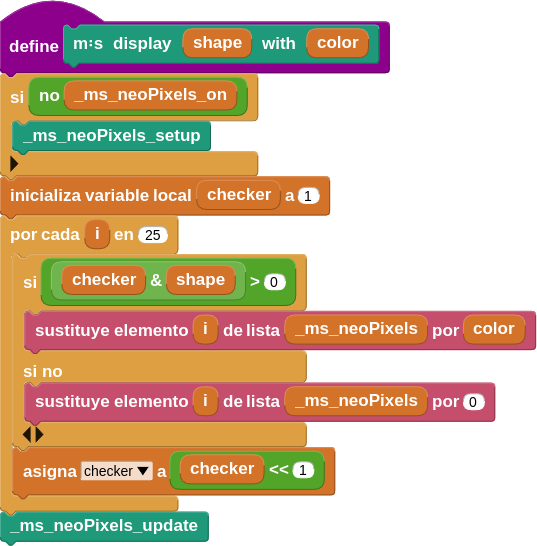 define m:s display shape with color
si no _ms_neoPixels_on
_ms_neoPixels_setup
inicializa variable local checker a 1
por cada i en 25
si checker & shape > 0
sustituye elemento i de lista _ms_neoPixels por color
si no
sustituye elemento i de lista _ms_neoPixels por 0
asigna checker a checker << 1
_ms_neoPixels_update